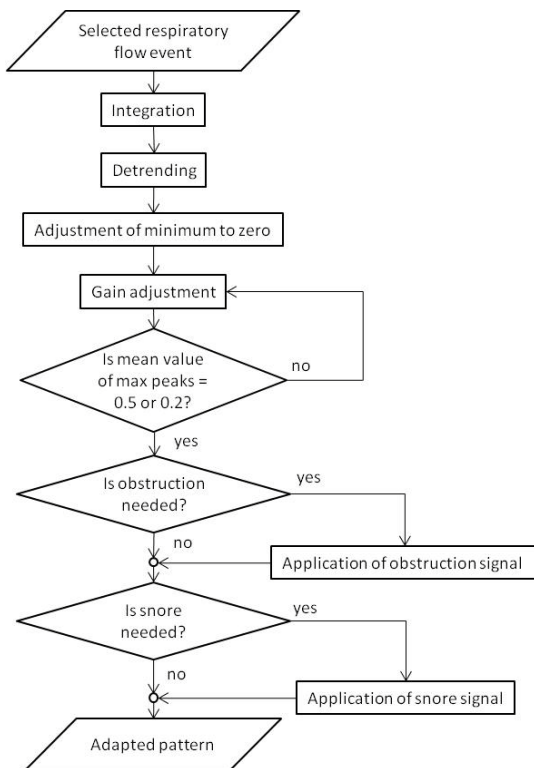 Selected respiratory
flow event
Integration
Detrending
Adjustment of minimum to zero
Gain adjustment
Is mean value
of max peaks =
0.5 or 0.2?
no
yes
Is obstruction
needed?
yes
no
Application of obstruction signal
Is snore
needed?
yes
no
Application of snore signal
Adapted pattern